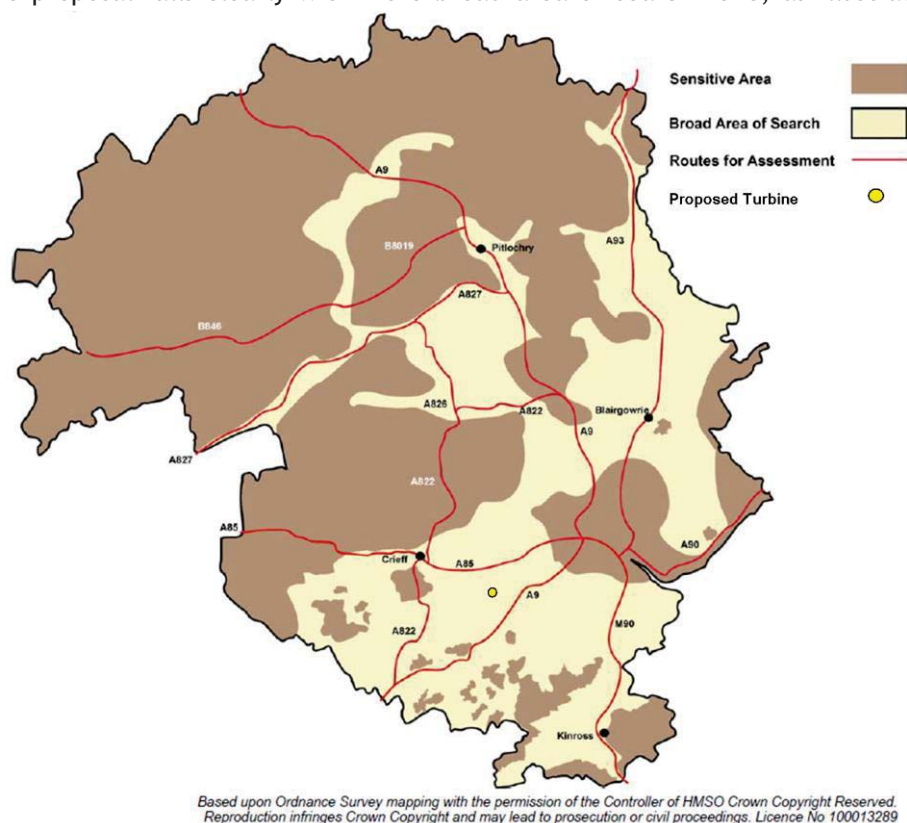 Sensitive Area
Broad Area of Search
Routes for Assessment
Proposed Turbine
A9
B8019
Pitlochry
A93
A827
B846
A826
A822
Blairgowrie
A9
A827
A822
A85
A90
Crieff
A85
A9
A822
M90
Kinross
Based upon Ordnance Survey mapping with the permission of the Controller of HMSO Crown Copyright Reserved.
Reproduction infringes Crown Copyright and may lead to prosecution or civil proceedings. Licence No 100013289